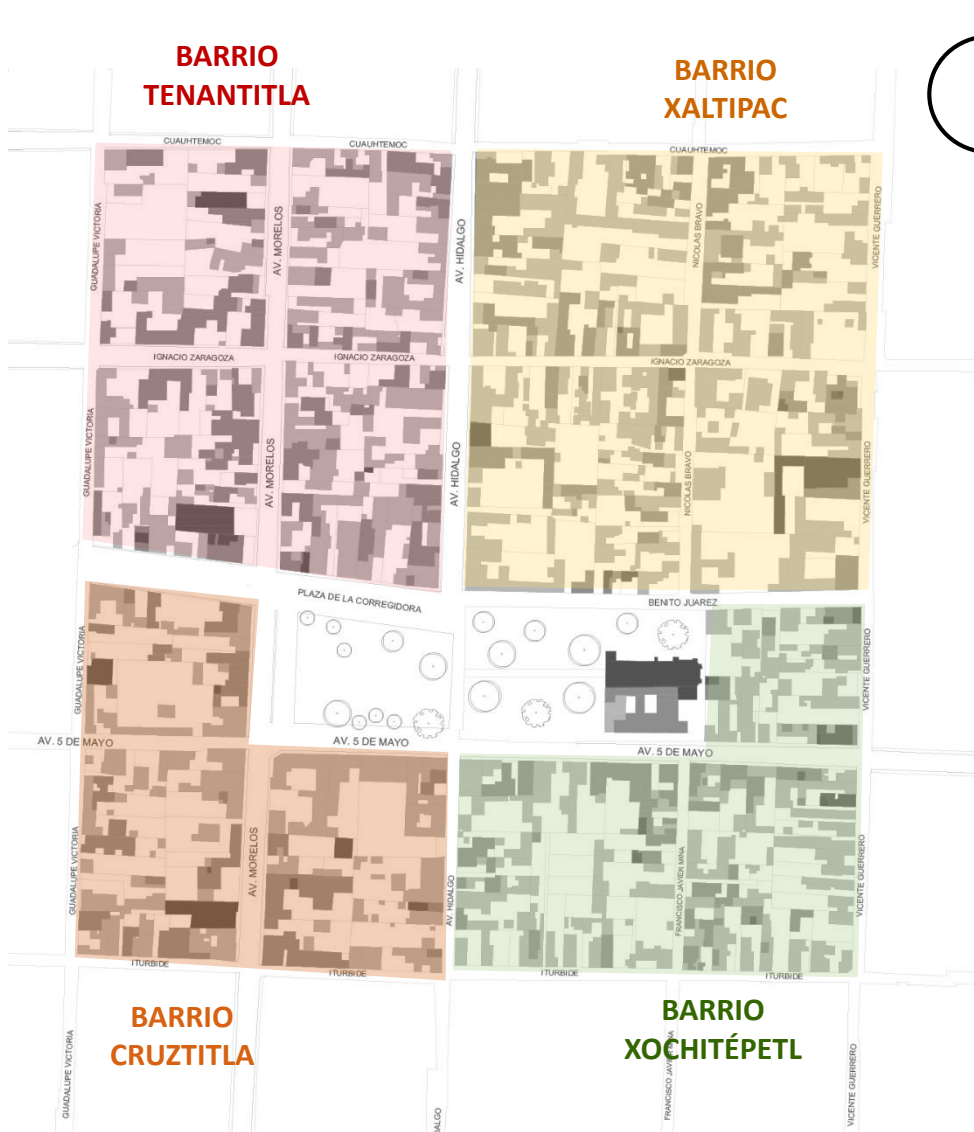 BARRIO
TENANTITLA
BARRIO
XALTIPAC
CUAUHTEMOC
CUAUHTEMOC
CUAUHTEMOC
GUADALUPE VICTORIA
AV. MORELOS
AV. HIDALGO
NICOLAS BRAVO
VICENTE GUERRERO
IGNACIO ZARAGOZA
IGNACIO ZARAGOZA
IGNACIO ZARAGOZA
GUADALUPE VICTORIA
AV. MORELOS
AV. HIDALGO
NICOLAS BRAVO
VICENTE GUERRERO
PLAZA DE LA CORREGIDORA
BENITO JUAREZ
GUADALUPE VICTORIA
VICENTE GUERRERO
AV. 5 DE MAYO
AV. 5 DE MAYO
AV. 5 DE MAYO
GUADALUPE VICTORIA
AV. MORELOS
AV. HIDALGO
FRANCISCO JAVIER MINA
VICENTE GUERRERO
ITURBIDE
ITURBIDE
ITURBIDE
ITURBIDE
BARRIO
CRUZTITLA
BARRIO
XOCHITÉPETL
GUADALUPE VICTORIA
DALGO
FRANCISCO JAVIER MINA
VICENTE GUERRERO